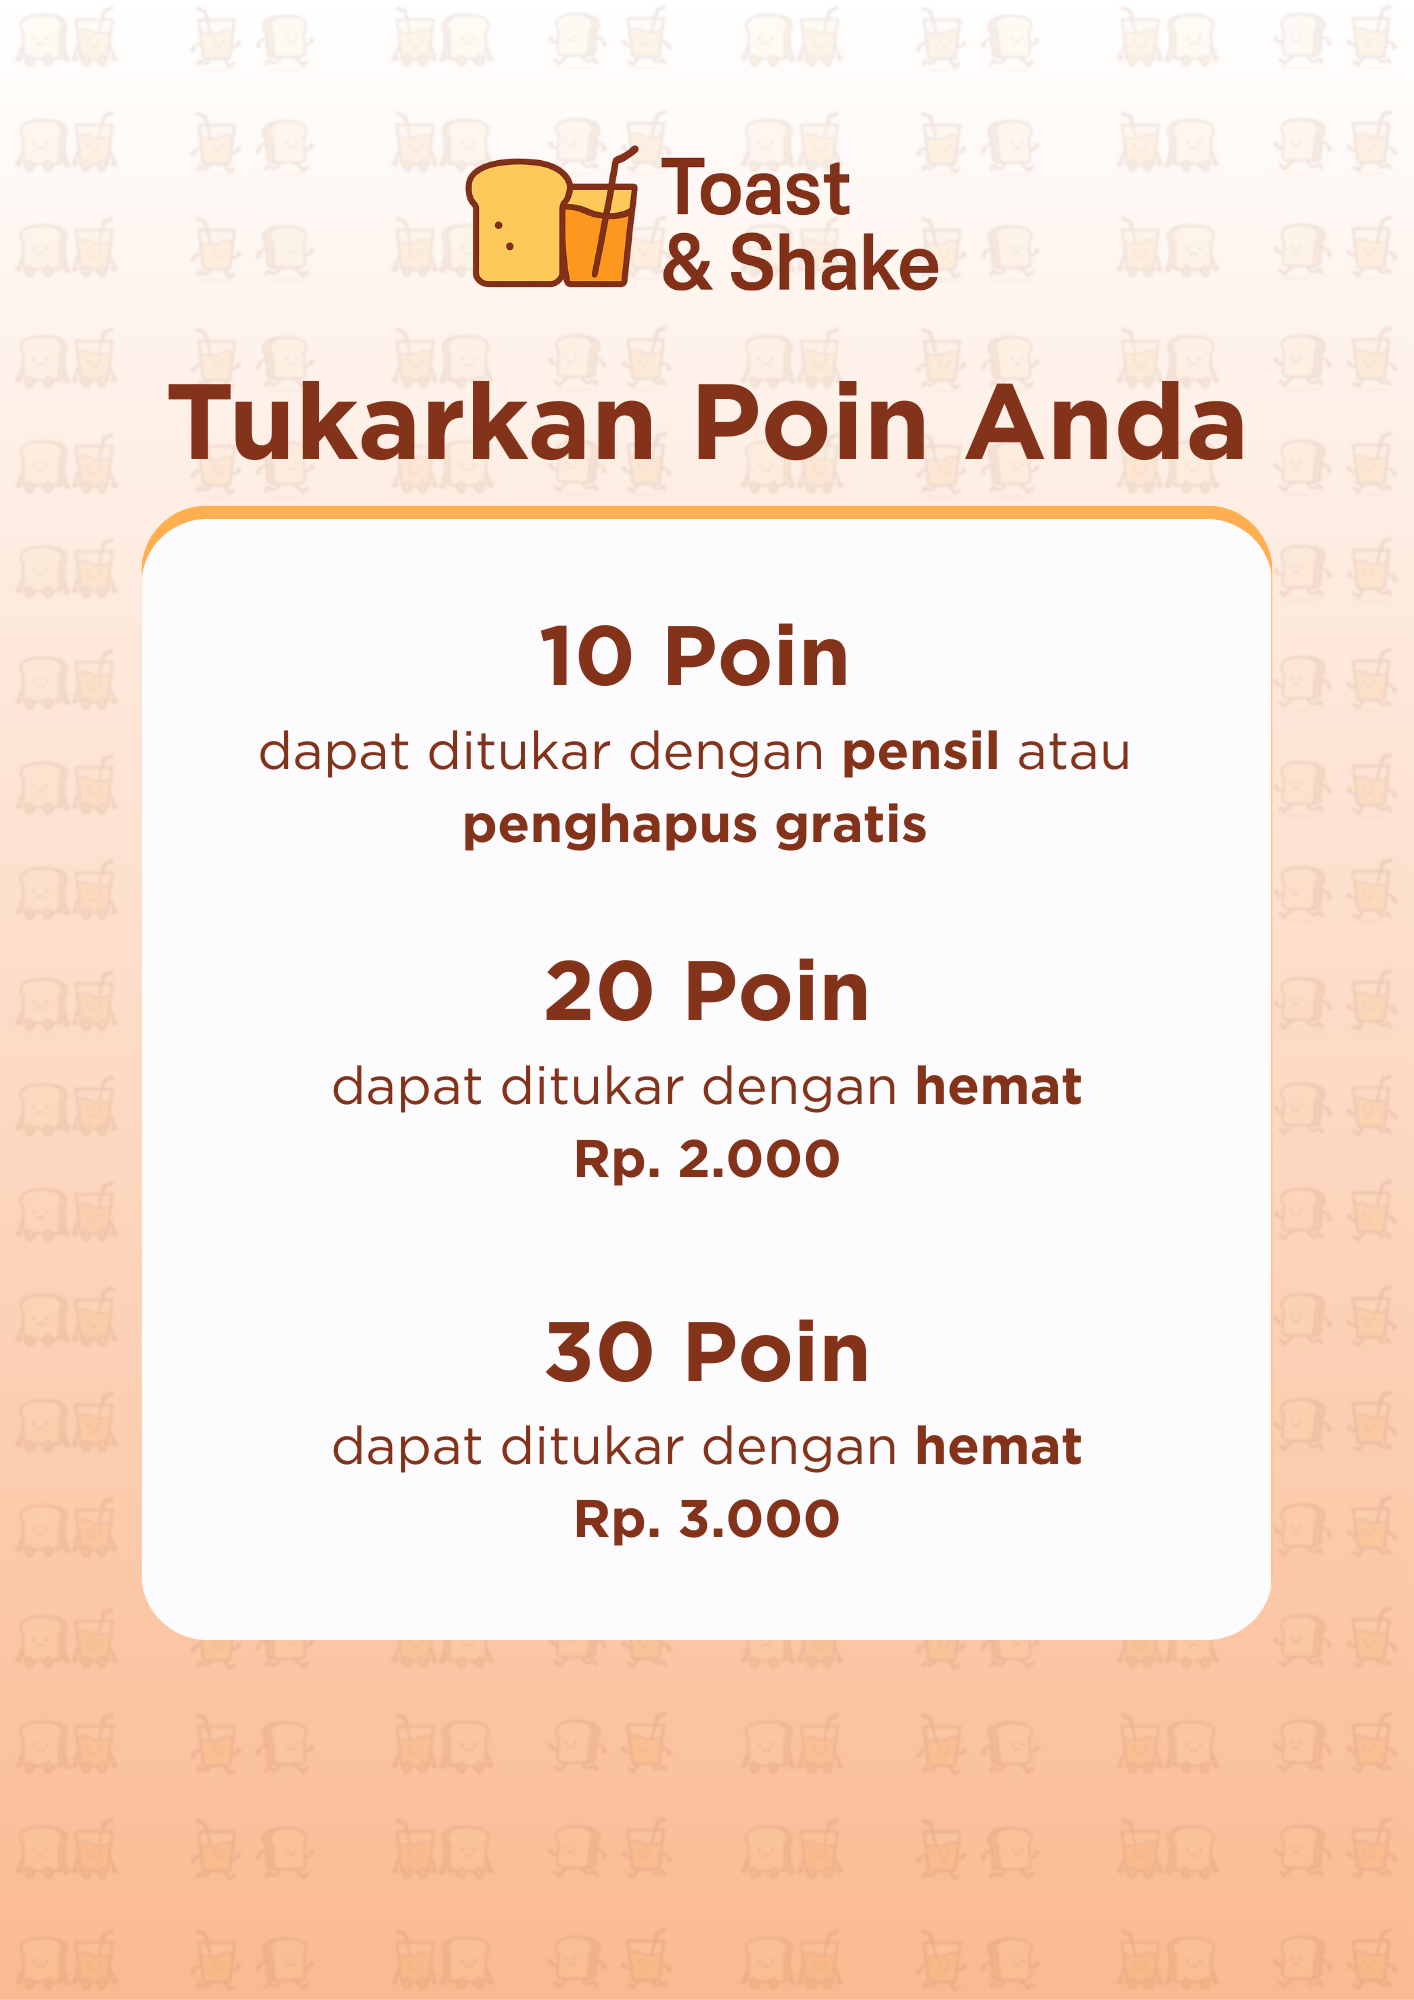 Toast
& Shake
Tukarkan Poin Anda
10 Poin
dapat ditukar dengan pensil atau
penghapus gratis
20 Poin
dapat ditukar dengan hemat
Rp. 2.000
30 Poin
dapat ditukar dengan hemat
Rp. 3.000